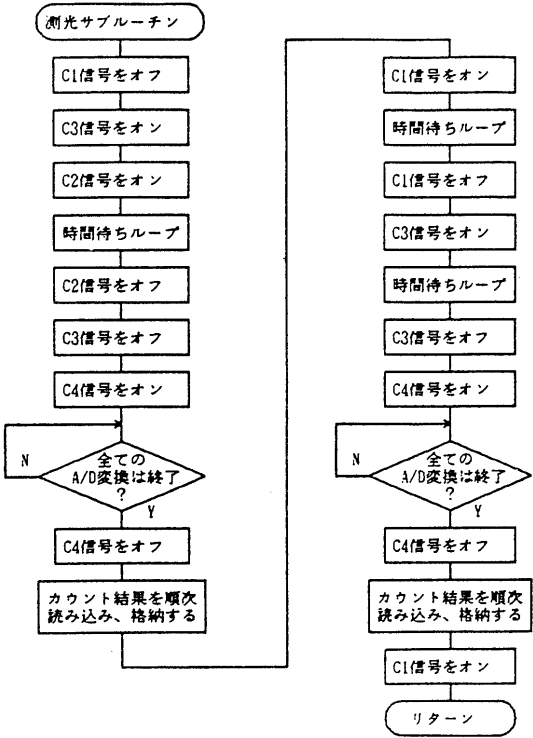 測光サブルーチン
C1信号をオフ
C3信号をオン
C2信号をオン
時間待ちループ
C2信号をオフ
C3信号をオフ
C4信号をオン
N
全ての
A/D変換は終了
?
Y
C4信号をオフ
カウント結果を順次
読み込み、格納する
C1信号をオン
時間待ちループ
C1信号をオフ
C3信号をオン
時間待ちループ
C3信号をオフ
C4信号をオン
N
全ての
A/D変換は終了
?
Y
C4信号をオフ
カウント結果を順次
読み込み、格納する
C1信号をオン
リターン